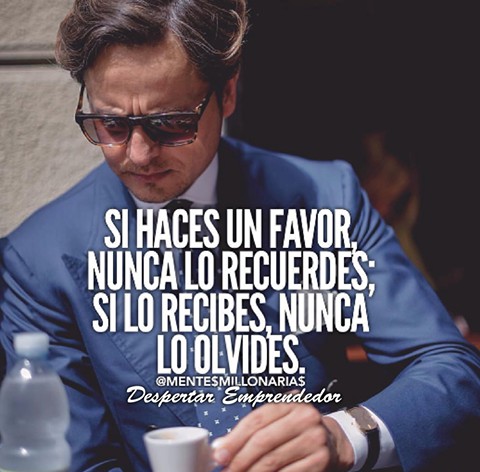 SI HACES UN FAVOR,
NUNCA LO RECUERDES;
SI LO RECIBES, NUNCA
LO OLVIDES.
@MENTESMILLONARIA$
Despertar Emprendedor